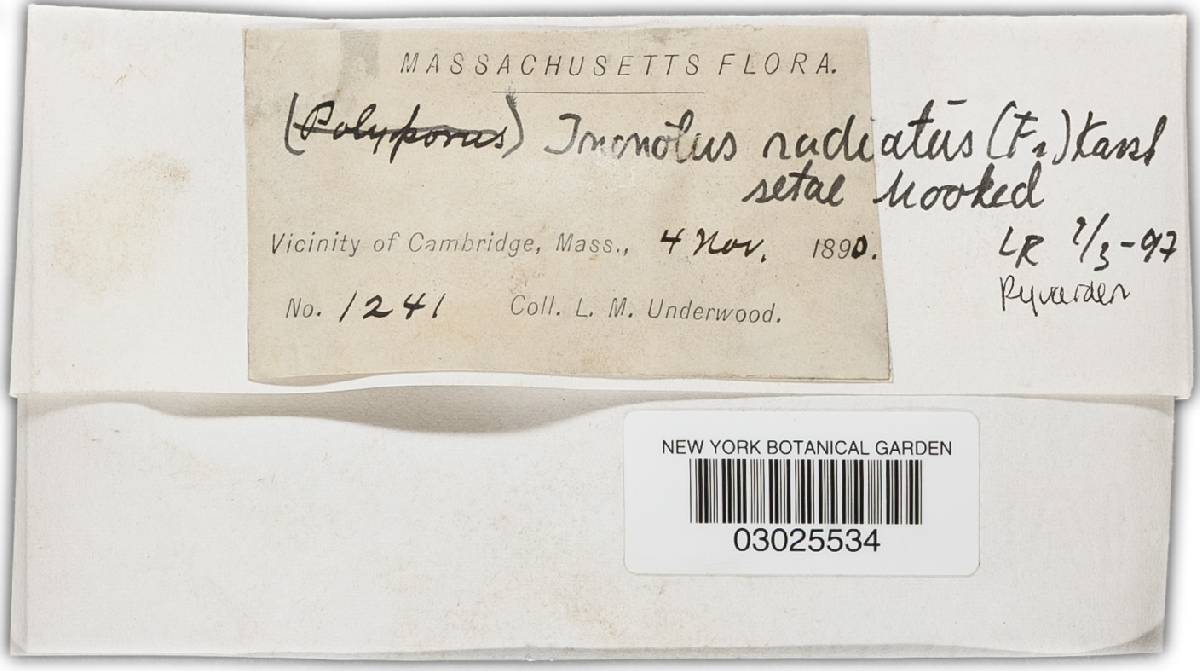 MASSACHUSETTS FLORA.
(Polyporus) Inonotus radiatus (Fr) Karst
setae hooked
Vicinity of Cambridge, Mass., 4 Nov. 1890.
LR 1/3-97
Ryvarden
No. 1241 Coll. L. M. Underwood.
NEW YORK BOTANICAL GARDEN
03025534